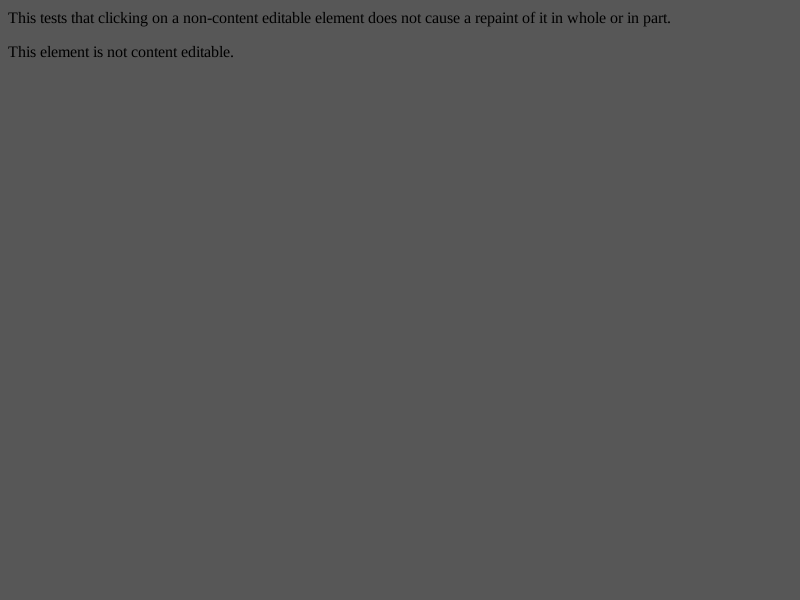 This tests that clicking on a non-content editable element does not cause a repaint of it in whole or in part.
This element is not content editable.